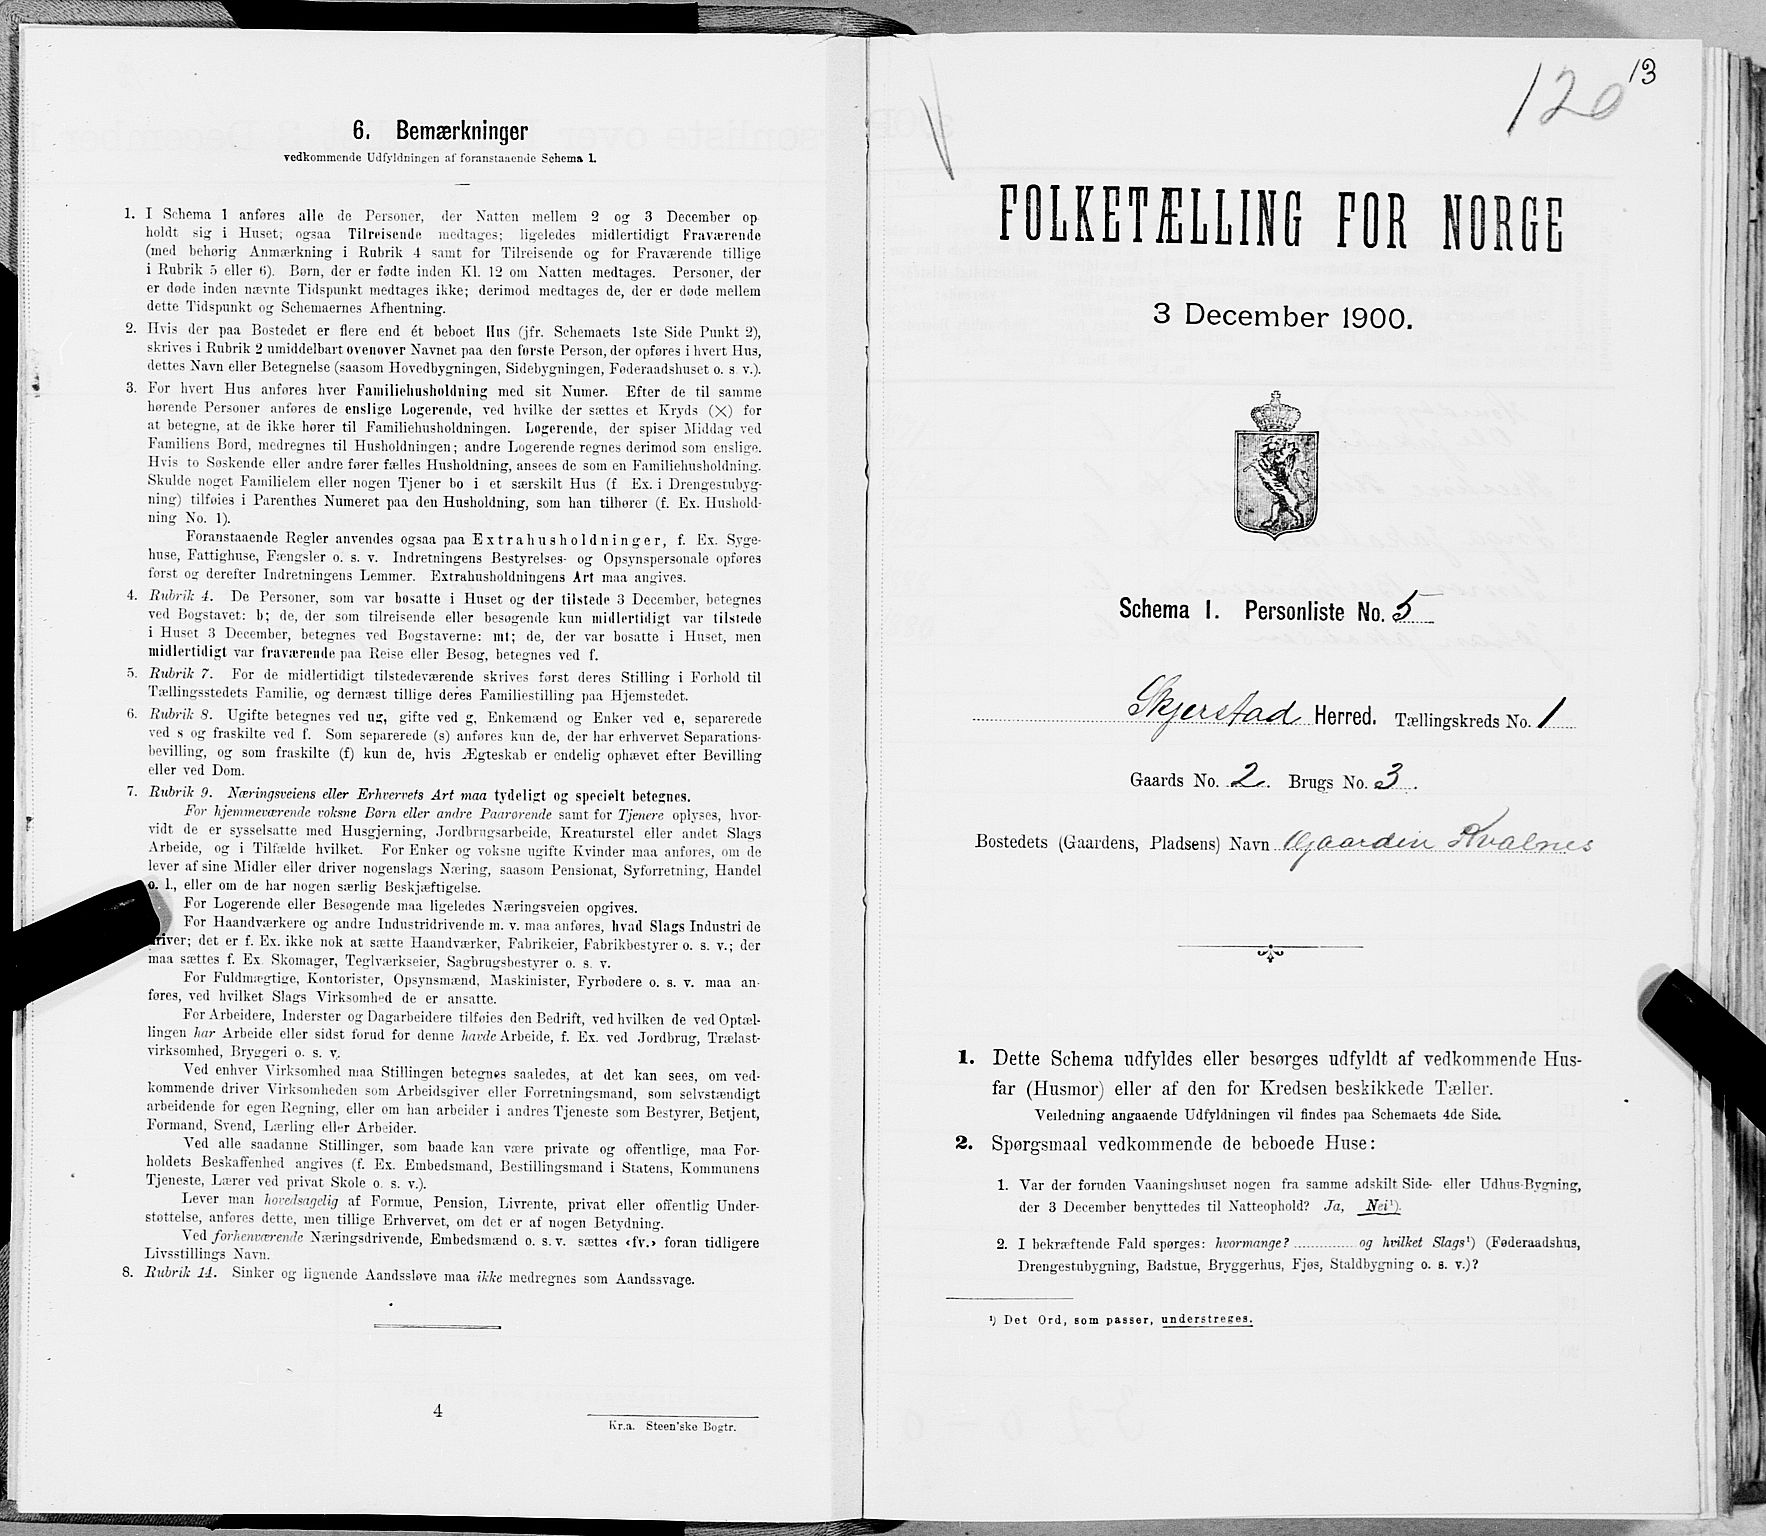 6. Bemærkninger
vedkommende Udfyldningen af foranstaaende Schema 1.
1. I Schema 1 anføres alle de Personer, der Natten mellem 2 og 3 December op-
holdt sig i Huset; ogsaa Tilreisende medtages; ligeledes midlertidigt Fraværende
(med behørig Anmærkning i Rubrik 4 samt for Tilreisende og for Fraværende tillige
i Rubrik 5 eller 6). Børn, der er fødte inden Kl. 12 om Natten medtages. Personer, der
er døde inden nævnte Tidspunkt medtages ikke; derimod medtages de, der er døde mellem
dette Tidspunkt og Schemaernes Afhentning.
2. Hvis der paa Bostedet er flere end ét beboet Hus (jfr. Schemaets 1ste Side Punkt 2),
skrives i Rubrik 2 umiddelbart ovenover Navnet paa den første Person, der opføres i hvert Hus,
dettes Navn eller Betegnelse (saasom Hovedbygningen, Sidebygningen, Føderaadshuset o. s. v.).
3. For hvert Hus anføres hver Familiehusholdning med sit Numer. Efter de til samme
hørende Personer anføres de enslige Logerende, ved hvilke der sættes et Kryds (×) for
at betegne, at de ikke hører til Familiehusholdningen. Logerende, der spiser Middag ved
Familiens Bord, medregnes til Husholdningen; andre Logerende regnes derimod som enslige.
Hvis to Søskende eller andre fører fælles Husholdning, ansees de som en Familiehusholdning.
Skulde noget Familielem eller nogen Tjener bo i et særskilt Hus (f. Ex. i Drengestubyg-
ning) tilføies i Parenthes Numeret paa den Husholdning, som han tilhører (f. Ex. Hushold-
ning No. 1).
Foranstaaende Regler anvendes ogsaa paa Extrahusholdninger, f. Ex. Syge-
huse, Fattighuse, Fængsler o. s. v. Indretningens Bestyrelses- og Opsynspersonale opføres
først og derefter Indretningens Lemmer. Extrahusholdningens Art maa angives.
4. Rubrik 4. De Personer, som var bosatte i Huset og der tilstede 3 December, betegnes
ved Bogstavet: b; de, der som tilreisende eller besøgende kun midlertidigt var tilstede
i Huset 3 December, betegnes ved Bogstaverne: mt; de, der var bosatte i Huset, men
midlertidigt var fraværende paa Reise eller Besøg, betegnes ved f.
5. Rubrik 7. For de midlertidigt tilstedeværende skrives først deres Stilling i Forhold til
Tællingsstedets Familie, og dernæst tillige deres Familiestilling paa Hjemstedet.
6. Rubrik 8. Ugifte betegnes ved ug, gifte ved g, Enkemænd og Enker ved e, separerede
ved s og fraskilte ved f. Som separerede (s) anføres kun de, der har erhvervet Separations-
bevilling, og som fraskilte (f) kun de, hvis Ægteskab er endelig ophævet efter Bevilling
eller ved Dom.
7. Rubrik 9. Næringsveiens eller Erhvervets Art maa tydeligt og specielt betegnes.
For hjemmeværende voksne Børn eller andre Paarørende samt for Tjenere oplyses, hvor-
vidt de er sysselsatte med Husgjerning, Jordbrugsarbeide, Kreaturstel eller andet Slags
Arbeide, og i Tilfælde hvilket. For Enker og voksne ugifte Kvinder maa anføres, om de
lever af sine Midler eller driver nogenslags Næring, saasom Pensionat, Syforretning, Handel
o. l., eller om de har nogen særlig Beskjæftigelse.
For Logerende eller Besøgende maa ligeledes Næringsveien opgives.
For Haandværkere og andre Industridrivende m. v. maa anføres, hvad Slags Industri de
driver; det er f. Ex. ikke nok at sætte Haandværker, Fabrikeier, Fabrikbestyrer o. s. v.; der
maa sættes f. Ex. Skomager, Teglværkseier, Sagbrugsbestyrer o. s. v.
For Fuldmægtige, Kontorister, Opsynsmænd, Maskinister, Fyrbødere o. s. v. maa an-
føres, ved hvilket Slags Virksomhed de er ansatte.
For Arbeidere, Inderster og Dagarbeidere tilføies den Bedrift, ved hvilken de ved Optæl-
lingen har Arbeide eller sidst forud for denne havde Arbeide, f. Ex. ved Jordbrug, Trælast-
virksomhed, Bryggeri o. s. v.
Ved enhver Virksomhed maa Stillingen betegnes saaledes, at det kan sees, om ved-
kommende driver Virksomheden som Arbeidsgiver eller Forretningsmand, som selvstændigt
arbeidende for egen Regning, eller om han arbeider i andres Tjeneste som Bestyrer, Betjent,
Formand, Svend, Lærling eller Arbeider.
Ved alle saadanne Stillinger, som baade kan være private og offentlige, maa For-
holdets Beskaffenhed angives (f. Ex. Embedsmand, Bestillingsmand i Statens, Kommunens
Tjeneste, Lærer ved privat Skole o. s. v.).
Lever man hovedsagelig af Formue, Pension, Livrente, privat eller offentlig Under-
støttelse, anføres dette, men tillige Erhvervet, om det er af nogen Betydning.
Ved forhenværende Næringsdrivende, Embedsmænd o. s. v. sættes «fv.» foran tidligere
Livsstillings Navn.
8. Rubrik 14. Sinker og lignende Aandssløve maa ikke medregnes som Aandssvage.
4
Kr.a. Steen'ske Bogtr.
13
120
FOLKETÆLLING FOR NORGE
3 December 1900.
Schema 1. Personliste No. 5
Skjerstad Herred. Tællingskreds No. 1
Gaards No. 2. Brugs No. 3.
Bostedets (Gaardens, Pladsens) Navn Gjaarden Kvalnes
1. Dette Schema udfyldes eller besørges udfyldt af vedkommende Hus-
far (Husmor) eller af den for Kredsen beskikkede Tæller.
Veiledning angaaende Udfyldningen vil findes paa Schemaets 4de Side.
2. Spørgsmaal vedkommende de beboede Huse:
1. Var der foruden Vaaningshuset nogen fra samme adskilt Side- eller Udhus-Bygning,
der 3 December benyttedes til Natteophold? Ja, Nei¹).
2. I bekræftende Fald spørges: hvormange? ............ og hvilket Slags¹) (Føderaadshus,
Drengestubygning, Badstue, Bryggerhus, Fjøs, Staldbygning o. s. v.)?
¹) Det Ord, som passer, understreges.